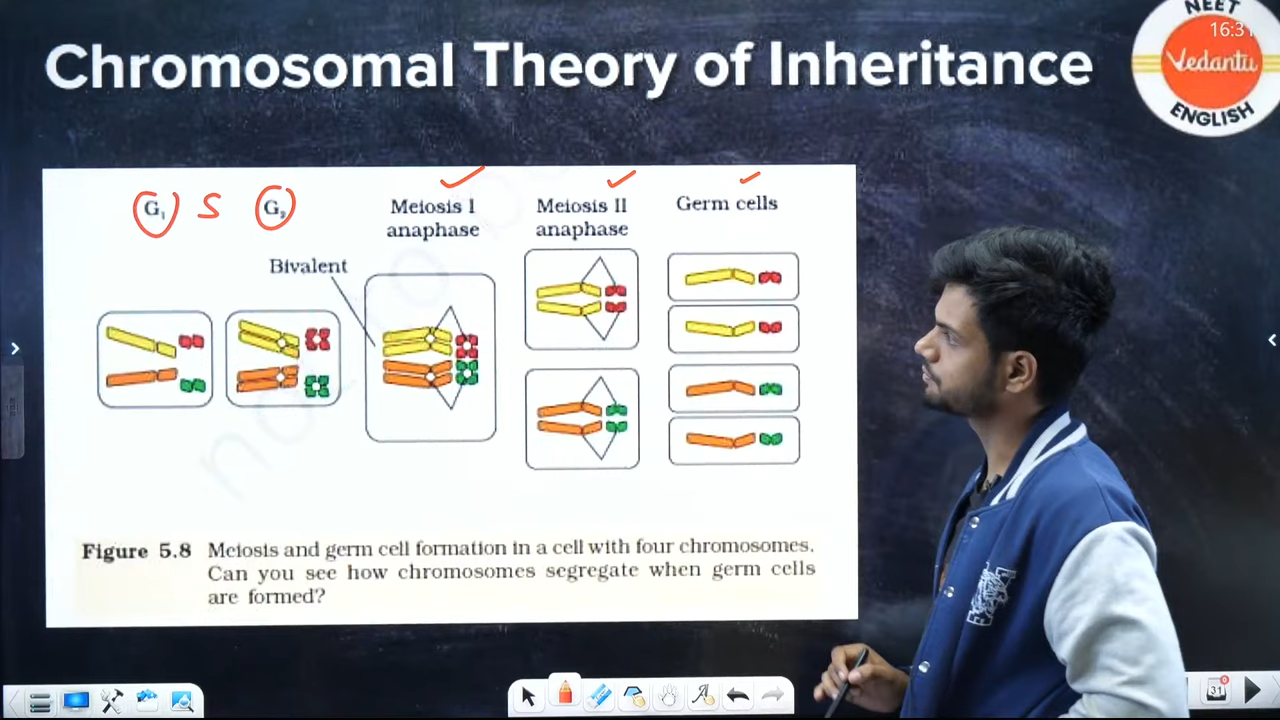 Chromosomal Theory of Inheritance
NEET
16:31
Vedantu
ENGLISH
G₁ S G₂
Meiosis I
anaphase
Meiosis II
anaphase
Germ cells
Bivalent
Figure 5.8 Meiosis and germ cell formation in a cell with four chromosomes.
Can you see how chromosomes segregate when germ cells
are formed?
31
0